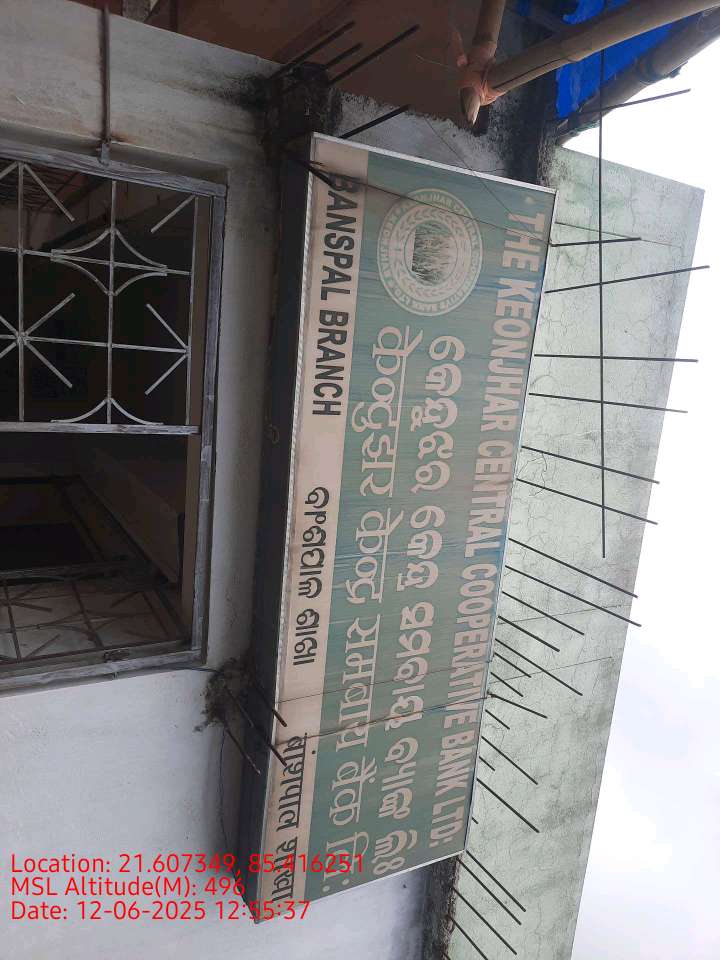 THE KEONJHAR CENTRAL COOPERATIVE BANK LTD:
କେନ୍ଦୁଝର କେନ୍ଦ୍ର ସମବାୟ ବ୍ୟାଙ୍କ ଲିଃ
केन्दुझर केन्द्र समवाय बैंक लि:
BANSPAL BRANCH
ବାଂଶପାଳ ଶାଖା
बांशपाल शाखा
Location: 21.607349, 85.416251
MSL Altitude(M): 496
Date: 12-06-2025 12:55:37